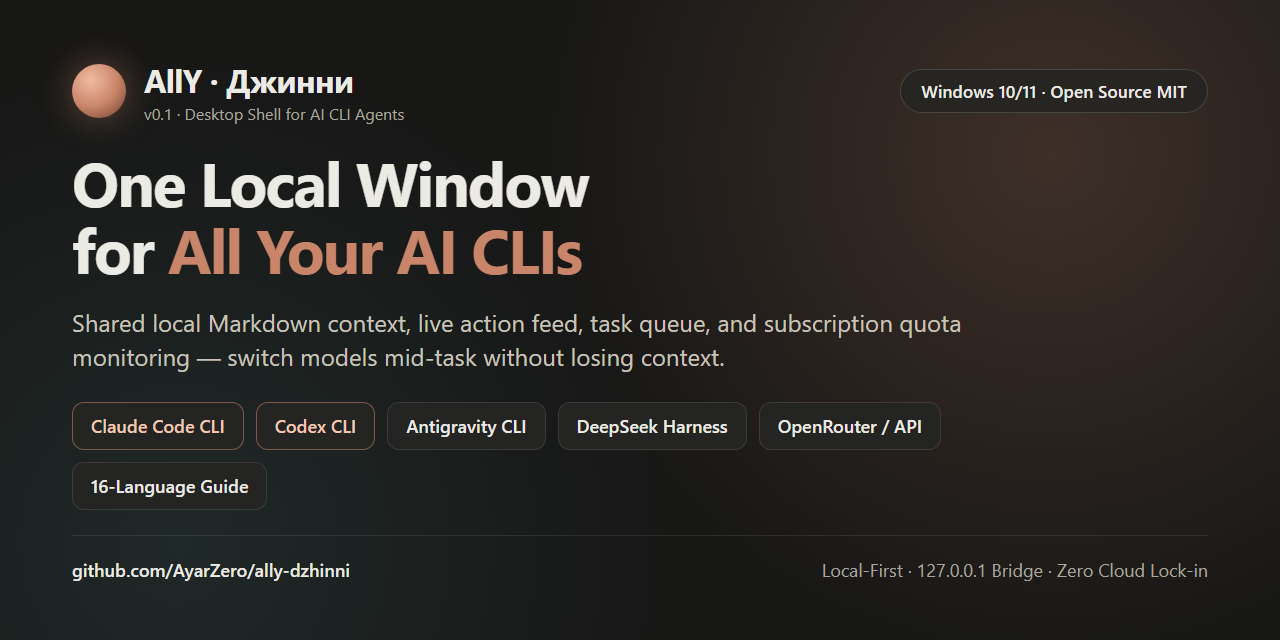 AllY · Джинни
v0.1 · Desktop Shell for AI CLI Agents
Windows 10/11 · Open Source MIT
One Local Window
for All Your AI CLIs
Shared local Markdown context, live action feed, task queue, and subscription quota
monitoring — switch models mid-task without losing context.
Claude Code CLI
Codex CLI
Antigravity CLI
DeepSeek Harness
OpenRouter / API
16-Language Guide
github.com/AyarZero/ally-dzhinni
Local-First · 127.0.0.1 Bridge · Zero Cloud Lock-in